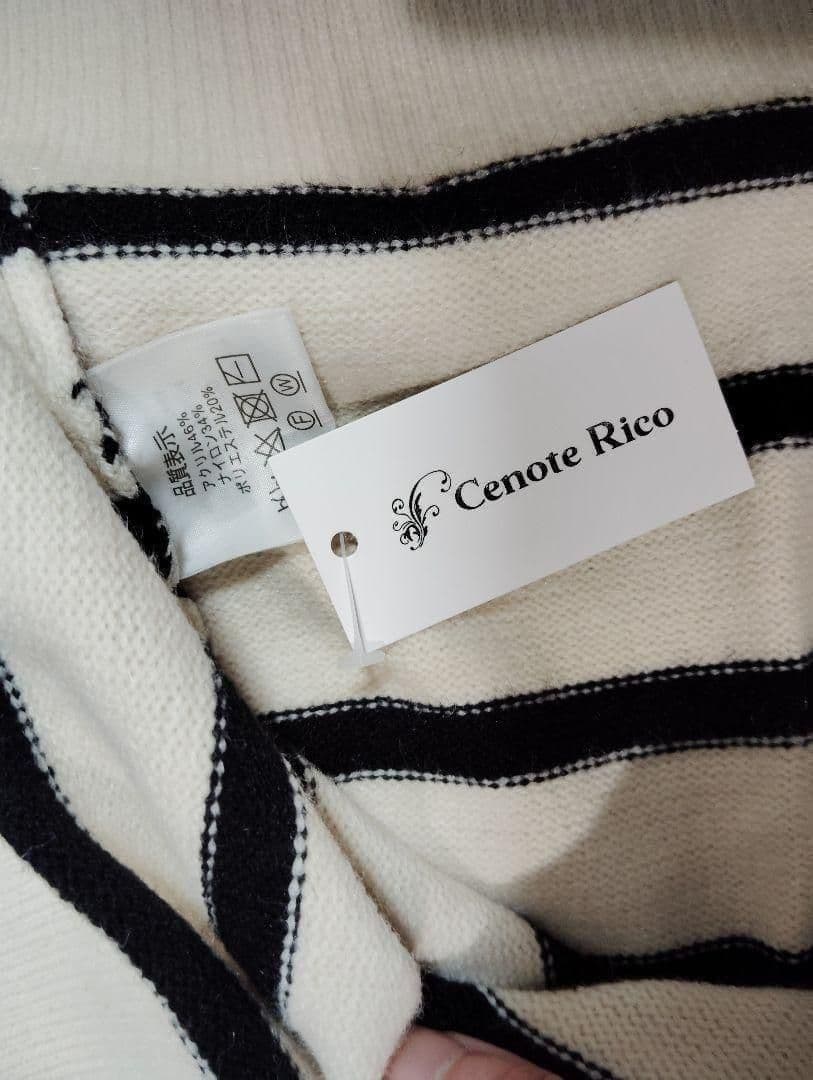 品質表示
アクリル46%
ナイロン34%
ポリエステル20%
F W
Cenote Rico